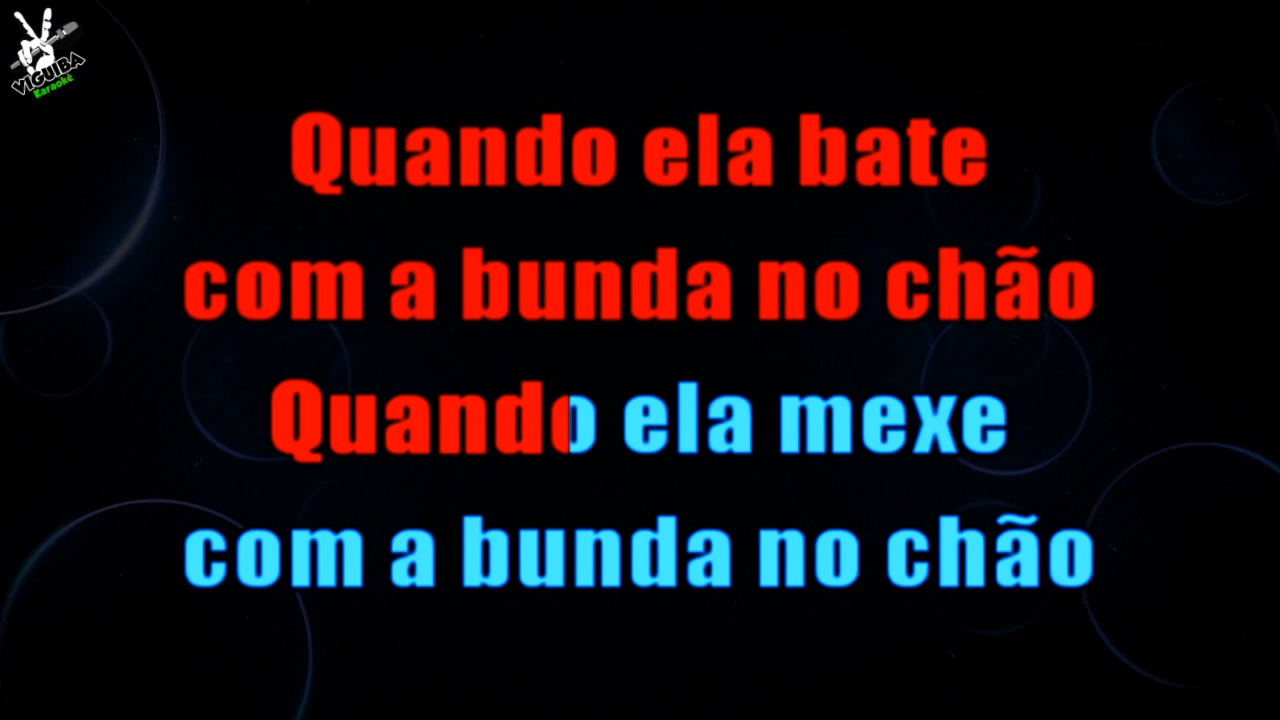 VIGUIBA
Karaokê
Quando ela bate
com a bunda no chão
Quando ela mexe
com a bunda no chão